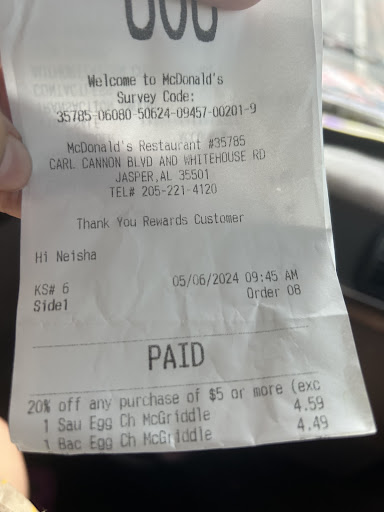 Welcome to McDonald's
Survey Code:
35785-06080-50624-09457-00201-9
McDonald's Restaurant #35785
CARL CANNON BLVD AND WHITEHOUSE RD
JASPER,AL 35501
TEL# 205-221-4120
Thank You Rewards Customer
Hi Neisha
KS# 6 05/06/2024 09:45 AM
Side1 Order 08
PAID
20% off any purchase of $5 or more (exc
1 Sau Egg Ch McGriddle 4.59
1 Bac Egg Ch McGriddle 4.49